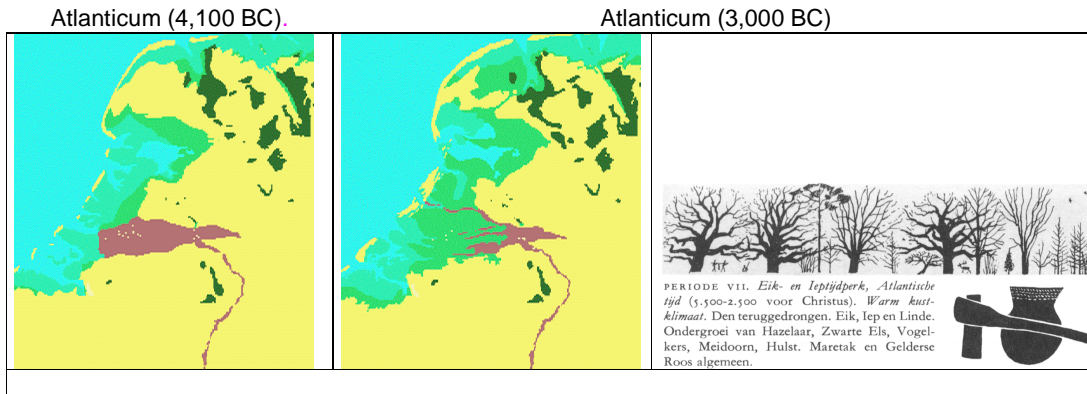 Atlanticum (4,100 BC).
Atlanticum (3,000 BC)
PERIODE VII. Eik- en Ieptijdperk, Atlantische
tijd (5.500-2.500 voor Christus). Warm kust-
klimaat. Den teruggedrongen. Eik, Iep en Linde.
Ondergroei van Hazelaar, Zwarte Els, Vogel-
kers, Meidoorn, Hulst. Maretak en Gelderse
Roos algemeen.